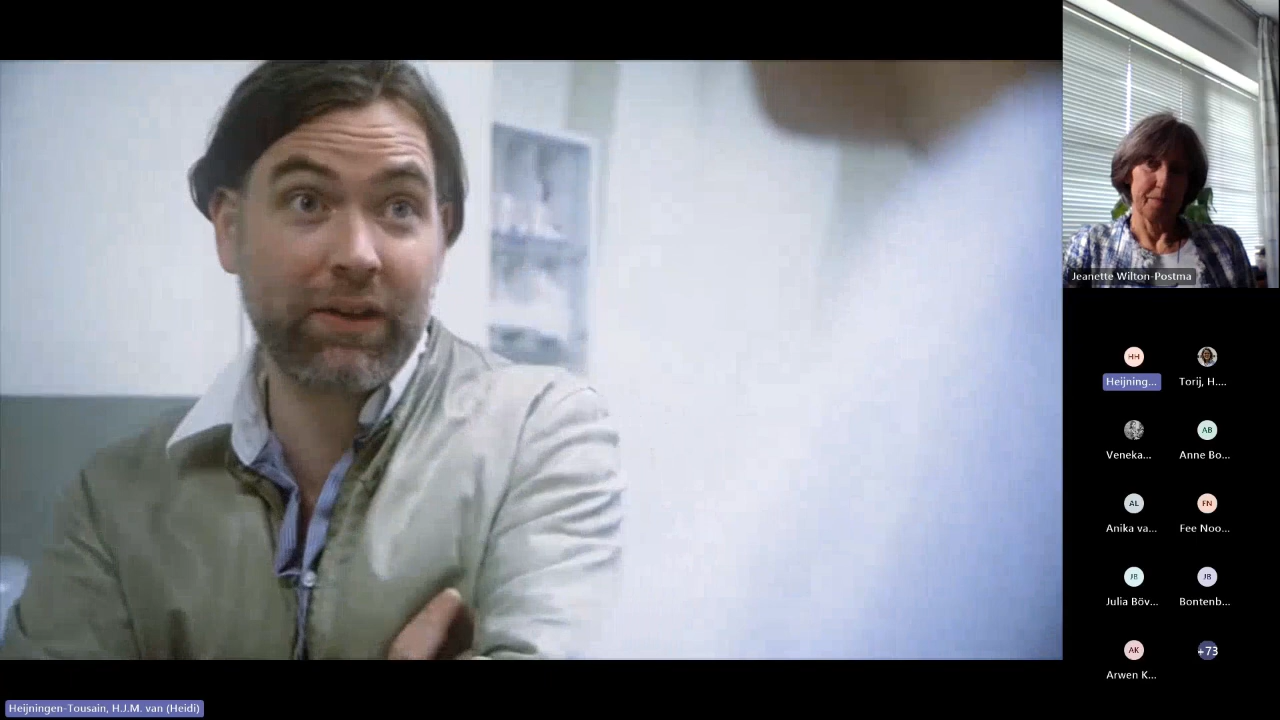 Jeanette Wilton-Postma
HH
Heijning...
Torij, H....
Veneka...
AB
Anne Bo...
AL
Anika va...
FN
Fee Noo...
JB
Julia Böv...
JB
Bontenb...
AK
Arwen K...
+73
Heijningen-Tousain, H.J.M. van (Heidi)